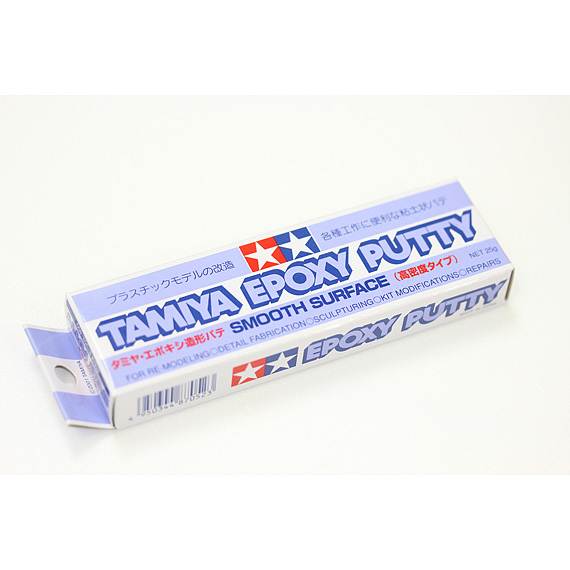 プラスチックモデルの改造
各種工作に便利な粘土状パテ
TAMIYA EPOXY PUTTY
NET 25g
タミヤ・エポキシ造形パテ SMOOTH SURFACE (高密度タイプ)
FOR RE.MODELING○DETAIL FABRICATION○SCULPTURING○KIT MODIFICATIONS○REPAIRS
EPOXY PUTTY
4 950344 870523